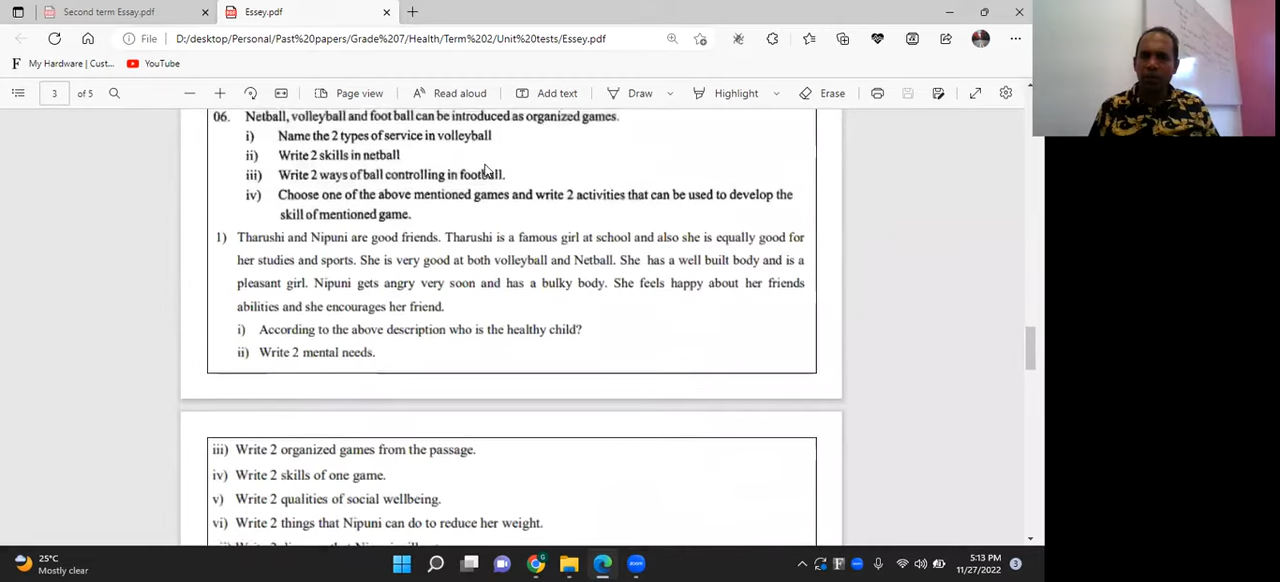 Second term Essay.pdf
Essey.pdf
File
D:/desktop/Personal/Past%20papers/Grade%207/Health/Term%202/Unit%20tests/Essey.pdf
F My Hardware | Cust...
YouTube
3 of 5
Page view
Read aloud
Add text
Draw
Highlight
Erase
06. Netball, volleyball and foot ball can be introduced as organized games.
i) Name the 2 types of service in volleyball
ii) Write 2 skills in netball
iii) Write 2 ways of ball controlling in football.
iv) Choose one of the above mentioned games and write 2 activities that can be used to develop the
skill of mentioned game.
1) Tharushi and Nipuni are good friends. Tharushi is a famous girl at school and also she is equally good for
her studies and sports. She is very good at both volleyball and Netball. She has a well built body and is a
pleasant girl. Nipuni gets angry very soon and has a bulky body. She feels happy about her friends
abilities and she encourages her friend.
i) According to the above description who is the healthy child?
ii) Write 2 mental needs.
iii) Write 2 organized games from the passage.
iv) Write 2 skills of one game.
v) Write 2 qualities of social wellbeing.
vi) Write 2 things that Nipuni can do to reduce her weight.
25°C
Mostly clear
5:13 PM
11/27/2022
3